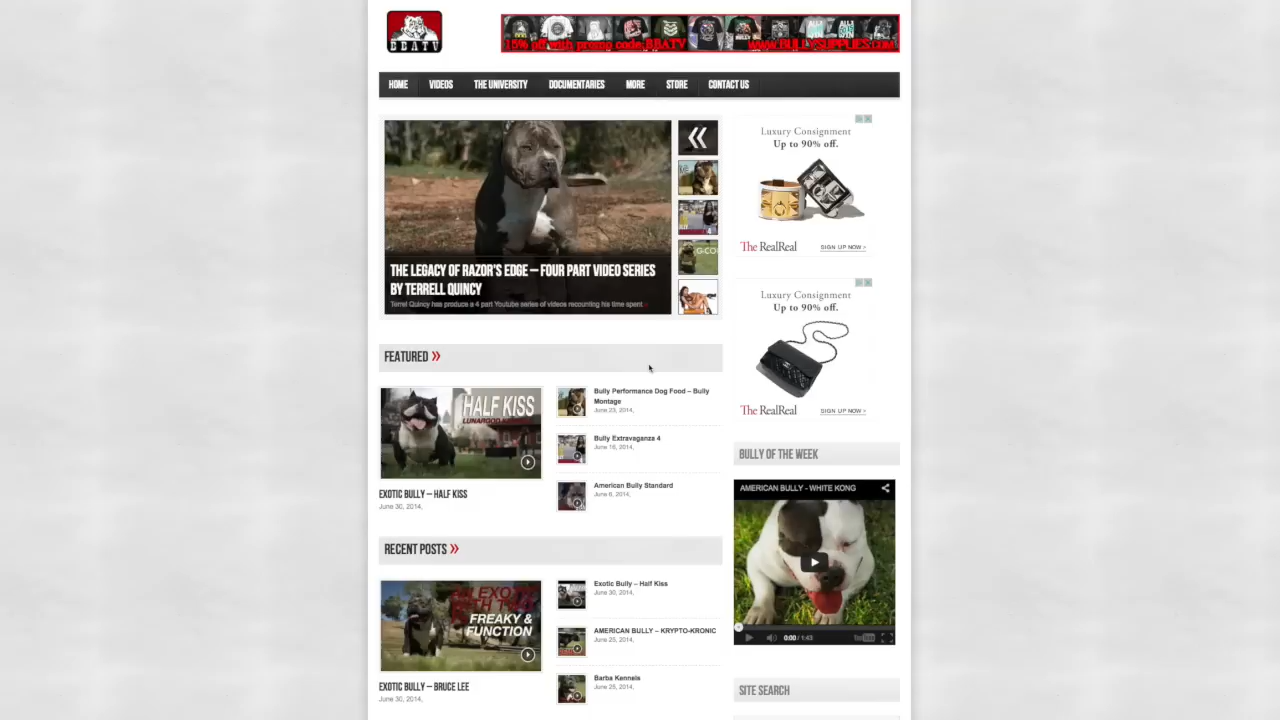 BBATV
15% off with promo code: BBATV WWW.BULLYSUPPLIES.COM
HOME VIDEOS THE UNIVERSITY DOCUMENTARIES MORE STORE CONTACT US
THE LEGACY OF RAZOR'S EDGE – FOUR PART VIDEO SERIES
BY TERRELL QUINCY
Terrel Quincy has produce a 4 part Youtube series of videos recounting his time spent
Luxury Consignment
Up to 90% off.
The RealReal SIGN UP NOW >
Luxury Consignment
Up to 90% off.
The RealReal SIGN UP NOW >
FEATURED »
HALF KISS
EXOTIC BULLY – HALF KISS
June 30, 2014,
Bully Performance Dog Food – Bully
Montage
June 23, 2014,
Bully Extravaganza 4
June 16, 2014,
American Bully Standard
June 6, 2014,
BULLY OF THE WEEK
AMERICAN BULLY - WHITE KONG
0:00 / 1:43
YouTube
RECENT POSTS »
FREAKY &
FUNCTION
EXOTIC BULLY – BRUCE LEE
June 30, 2014,
Exotic Bully – Half Kiss
June 30, 2014,
AMERICAN BULLY – KRYPTO-KRONIC
June 25, 2014,
Barba Kennels
June 25, 2014,
SITE SEARCH